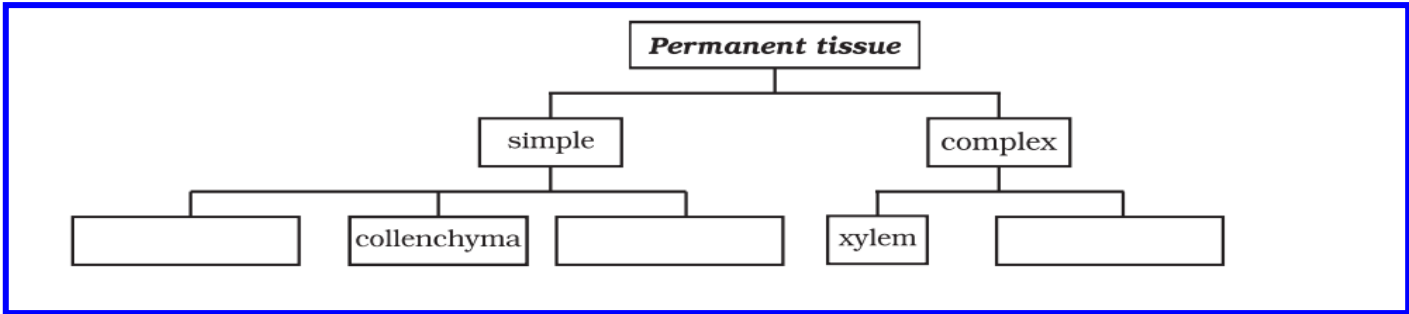 Permanent tissue
simple
complex
collenchyma
xylem